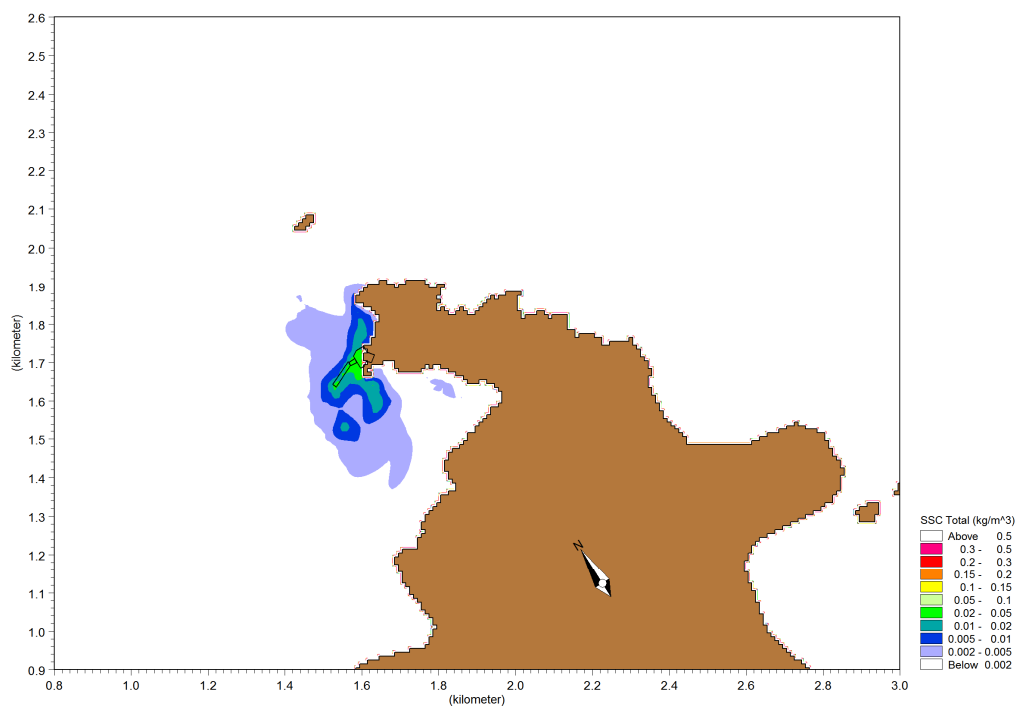 2.6
2.5
2.4
2.3
2.2
2.1
2.0
1.9
1.8
1.7
1.6
1.5
1.4
1.3
1.2
1.1
1.0
0.9
(kilometer)
N
0.8 1.0 1.2 1.4 1.6 1.8 2.0 2.2 2.4 2.6 2.8 3.0
(kilometer)
SSC Total (kg/m^3)
Above 0.5
0.3 - 0.5
0.2 - 0.3
0.15 - 0.2
0.1 - 0.15
0.05 - 0.1
0.02 - 0.05
0.01 - 0.02
0.005 - 0.01
0.002 - 0.005
Below 0.002